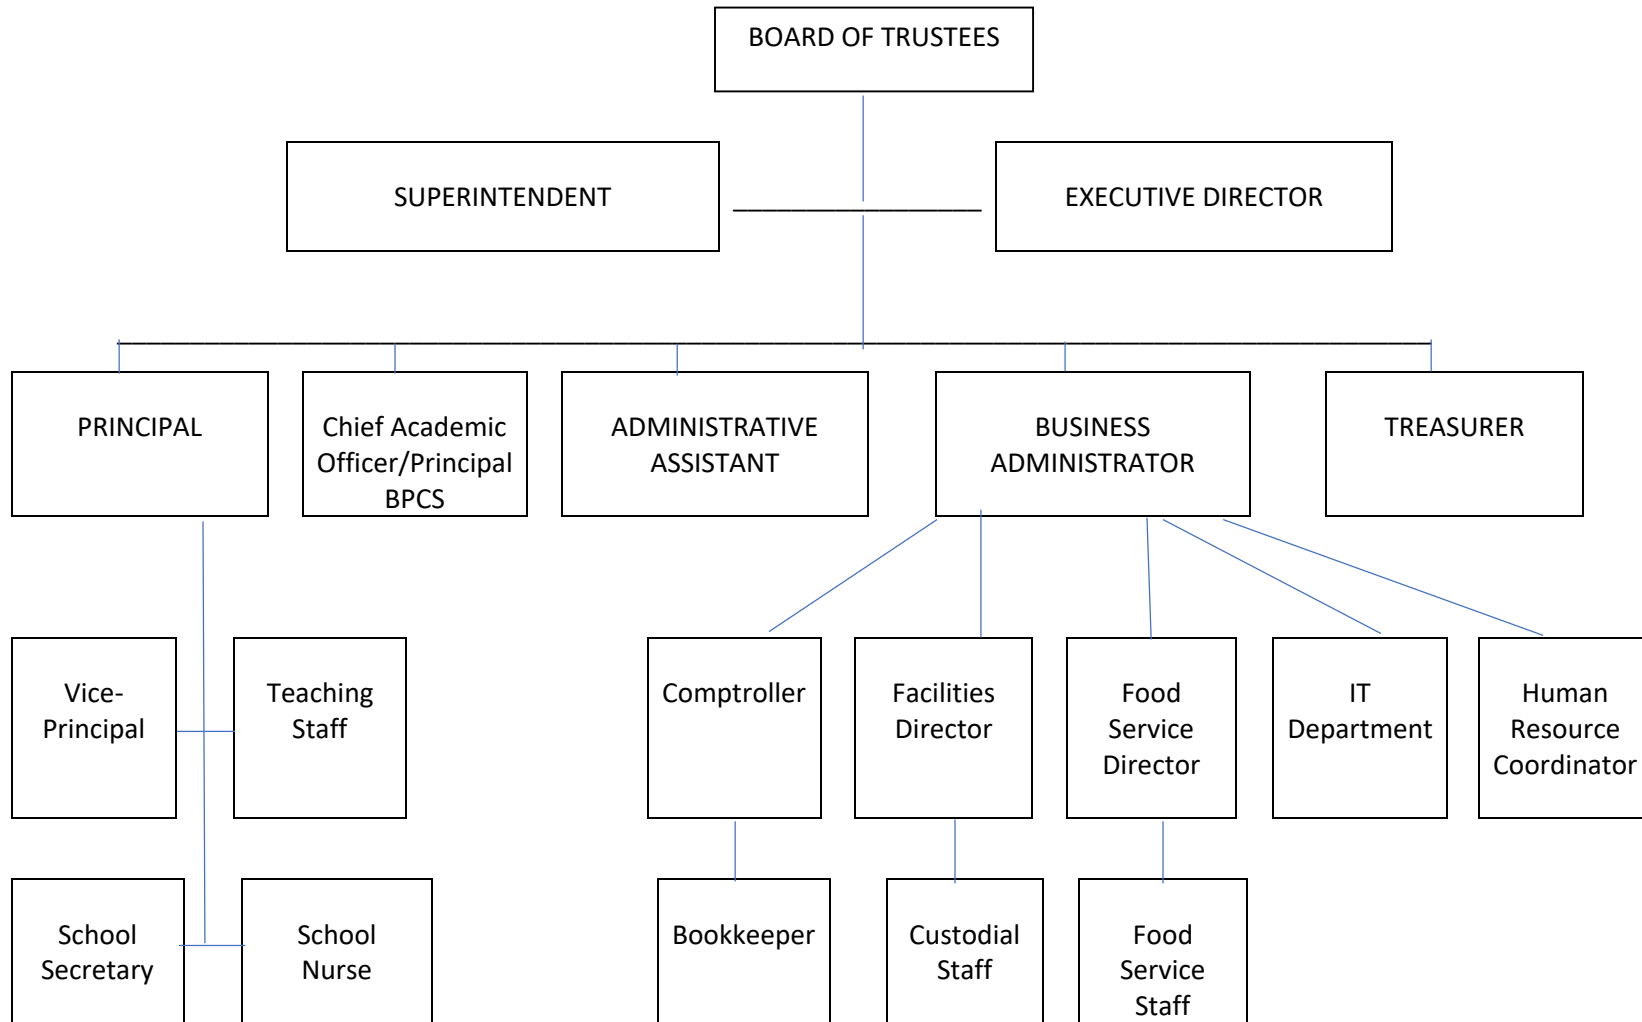 BOARD OF TRUSTEES
SUPERINTENDENT
EXECUTIVE DIRECTOR
PRINCIPAL
Chief Academic
Officer/Principal
BPCS
ADMINISTRATIVE
ASSISTANT
BUSINESS
ADMINISTRATOR
TREASURER
Vice-
Principal
Teaching
Staff
Comptroller
Facilities
Director
Food
Service
Director
IT
Department
Human
Resource
Coordinator
School
Secretary
School
Nurse
Bookkeeper
Custodial
Staff
Food
Service
Staff